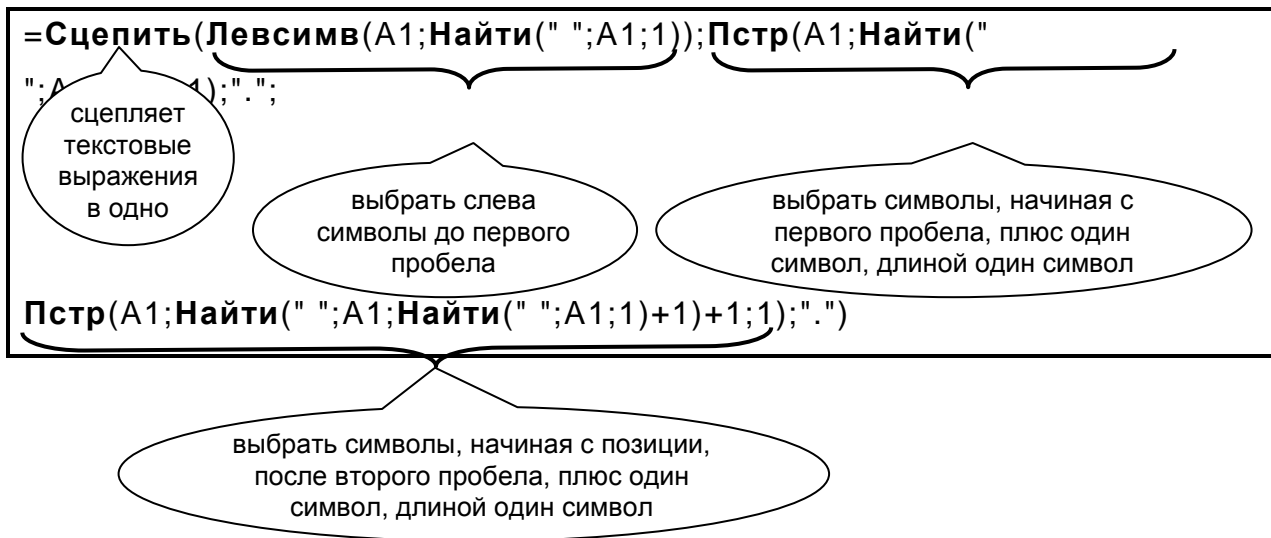 =Сцепить(Левсимв(A1;Найти(" ";A1;1));Пстр(A1;Найти("
";A 1);".";
сцепляет
текстовые
выражения
в одно
выбрать слева
символы до первого
пробела
выбрать символы, начиная с
первого пробела, плюс один
символ, длиной один символ
Пстр(A1;Найти(" ";A1;Найти(" ";A1;1)+1)+1;1);".")
выбрать символы, начиная с позиции,
после второго пробела, плюс один
символ, длиной один символ